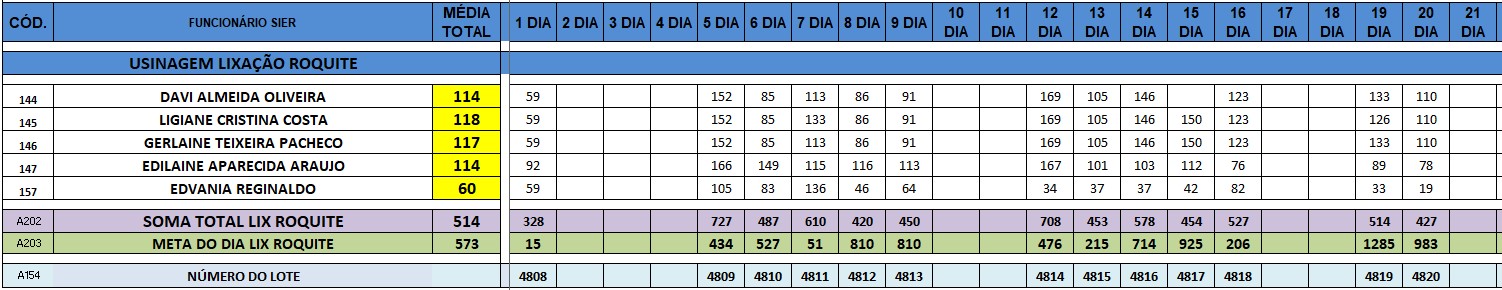 CÓD. FUNCIONÁRIO SIER MÉDIA TOTAL 1 DIA 2 DIA 3 DIA 4 DIA 5 DIA 6 DIA 7 DIA 8 DIA 9 DIA 10 DIA 11 DIA 12 DIA 13 DIA 14 DIA 15 DIA 16 DIA 17 DIA 18 DIA 19 DIA 20 DIA 21 DIA
USINAGEM LIXAÇÃO ROQUITE
144 DAVI ALMEIDA OLIVEIRA 114 59 152 85 113 86 91 169 105 146 123 133 110
145 LIGIANE CRISTINA COSTA 118 59 152 85 133 86 91 169 105 146 150 123 126 110
146 GERLAINE TEIXEIRA PACHECO 117 59 152 85 113 86 91 169 105 146 150 123 133 110
147 EDILAINE APARECIDA ARAUJO 114 92 166 149 115 116 113 167 101 103 112 76 89 78
157 EDVANIA REGINALDO 60 59 105 83 136 46 64 34 37 37 42 82 33 19
A202 SOMA TOTAL LIX ROQUITE 514 328 727 487 610 420 450 708 453 578 454 527 514 427
A203 META DO DIA LIX ROQUITE 573 15 434 527 51 810 810 476 215 714 925 206 1285 983
A154 NÚMERO DO LOTE 4808 4809 4810 4811 4812 4813 4814 4815 4816 4817 4818 4819 4820